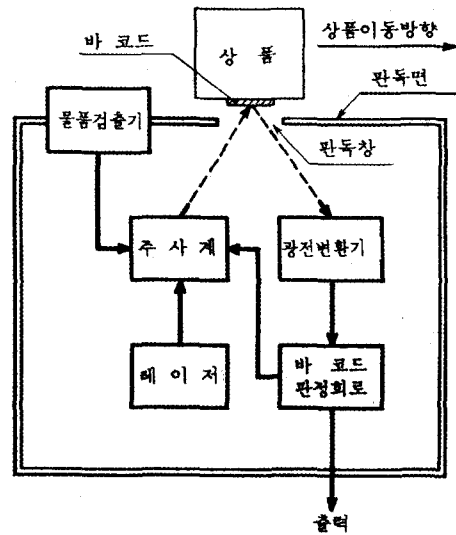 바 코드
상 품
상품이동방향
판독면
물품검출기
판독창
주 사 계
광전변환기
레 이 저
바 코드
판정회로
출력